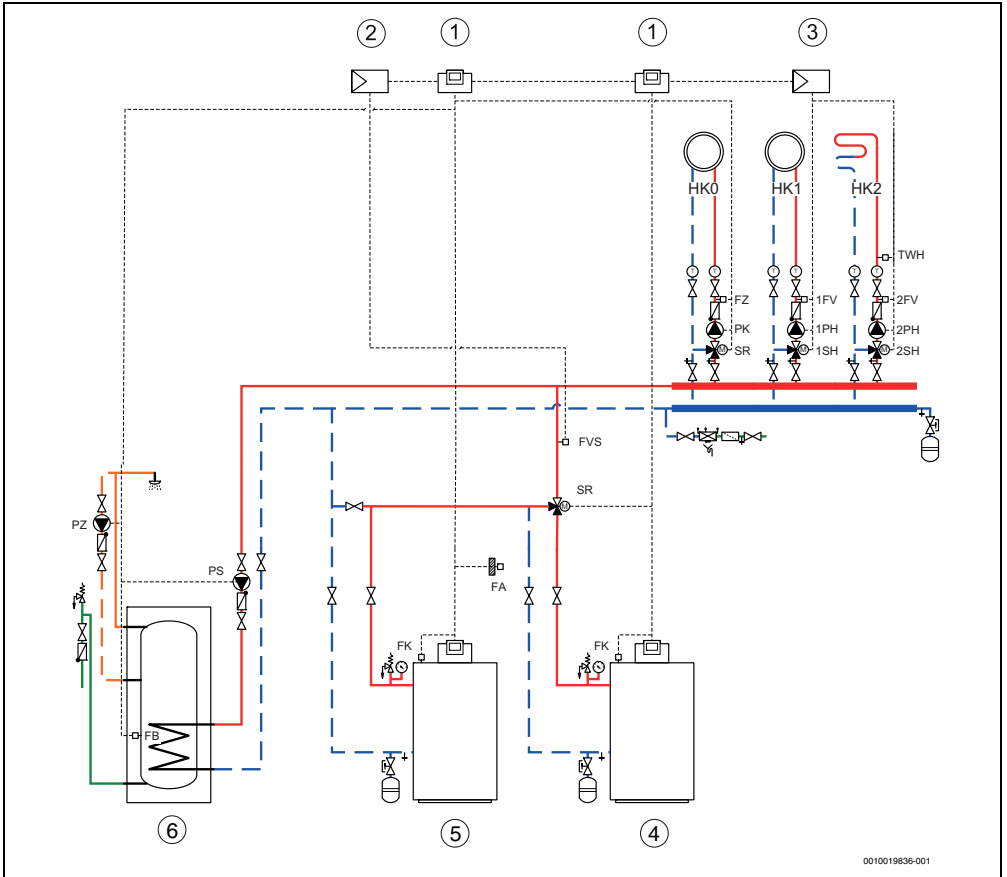 2
1
1
3
HK0
HK1
HK2
TWH
T
T
T
T
T
T
FZ
1FV
2FV
PK
1PH
2PH
M
SR
M
1SH
M
2SH
FVS
SR
M
PZ
PS
FA
FK
FK
FB
6
5
4
0010019836-001